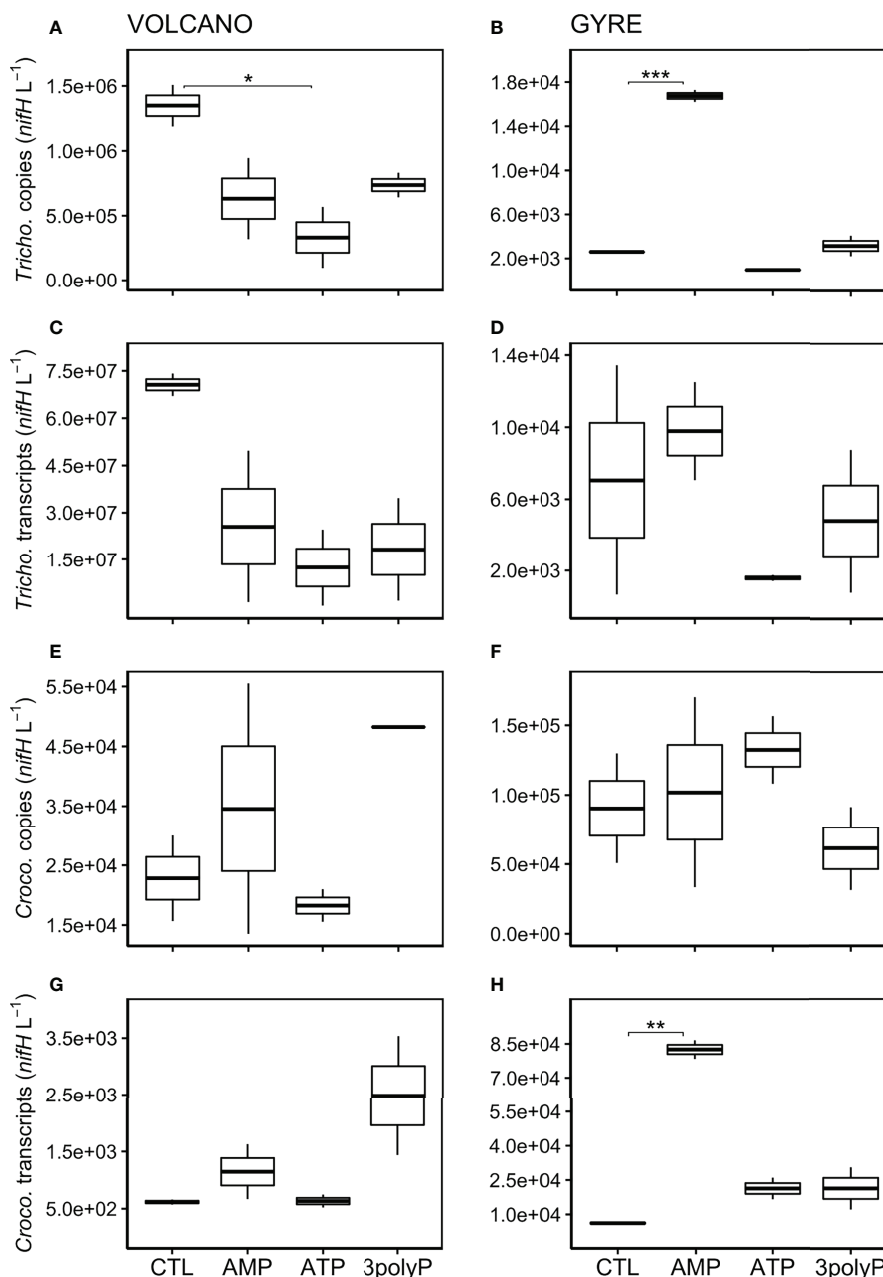 A VOLCANO
B GYRE
Tricho. copies (nifH L⁻¹)
1.5e+06
1.0e+06
5.0e+05
0.0e+00
*
1.8e+04
1.4e+04
1.0e+04
6.0e+03
2.0e+03
***
C
Tricho. transcripts (nifH L⁻¹)
7.5e+07
4.5e+07
3.0e+07
1.5e+07
D
1.4e+04
1.0e+04
6.0e+03
2.0e+03
E
Croco. copies (nifH L⁻¹)
5.5e+04
4.5e+04
3.5e+04
2.5e+04
1.5e+04
F
1.5e+05
1.0e+05
5.0e+04
0.0e+00
G
Croco. transcripts (nifH L⁻¹)
3.5e+03
2.5e+03
1.5e+03
5.0e+02
H
8.5e+04
7.0e+04
5.5e+04
4.0e+04
2.5e+04
1.0e+04
**
CTL AMP ATP 3polyP
CTL AMP ATP 3polyP